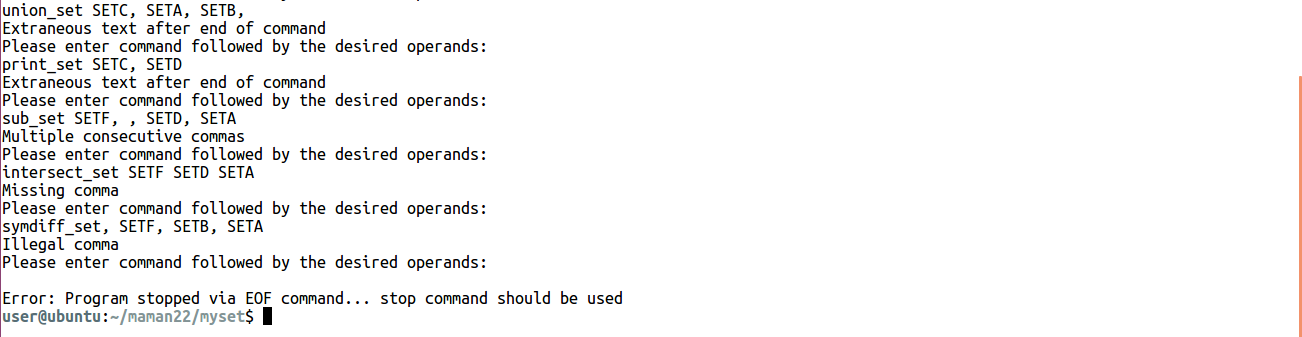 union_set SETC, SETA, SETB,
Extraneous text after end of command
Please enter command followed by the desired operands:
print_set SETC, SETD
Extraneous text after end of command
Please enter command followed by the desired operands:
sub_set SETF, , SETD, SETA
Multiple consecutive commas
Please enter command followed by the desired operands:
intersect_set SETF SETD SETA
Missing comma
Please enter command followed by the desired operands:
symdiff_set, SETF, SETB, SETA
Illegal comma
Please enter command followed by the desired operands:
Error: Program stopped via EOF command... stop command should be used
user@ubuntu:~/maman22/myset$